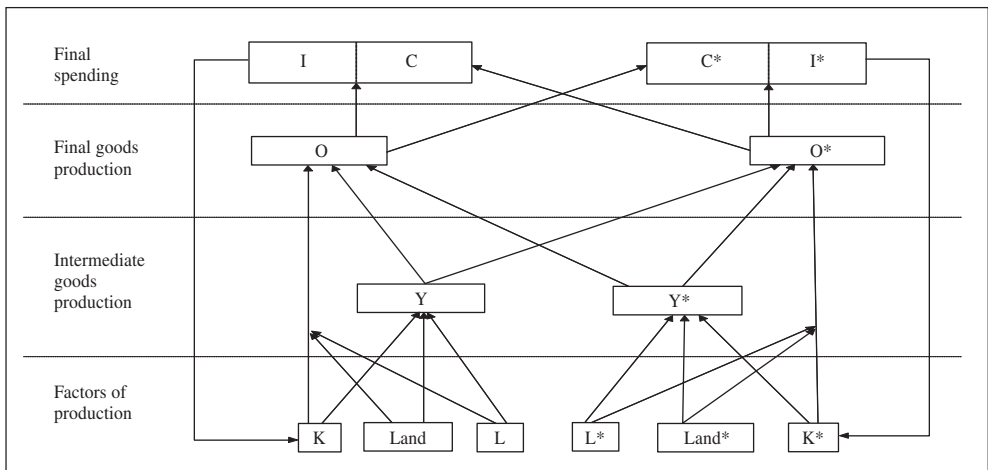 Final
spending
I
C
C*
I*
Final goods
production
O
O*
Intermediate
goods
production
Y
Y*
Factors of
production
K
Land
L
L*
Land*
K*